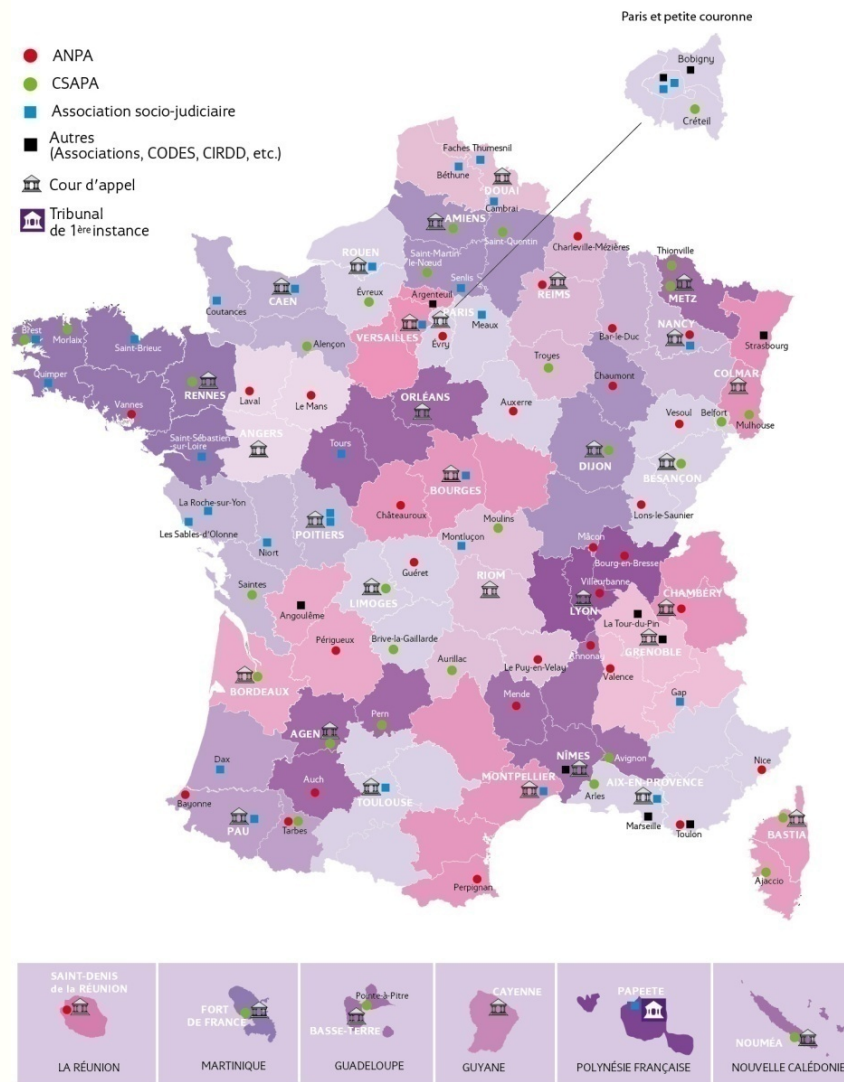 Paris et petite couronne
Bobigny
Créteil
ANPA
CSAPA
Association socio-judiciaire
Autres
(Associations, CODES, CIRDD, etc.)
Cour d'appel
Tribunal
de 1ère instance
Faches Thumesnil
Béthune
DOUAI
Cambrai
AMIENS
Saint-Quentin
Charleville-Mézières
ROUEN
Saint-Martin
le-Nœud
Thionville
Senlis
CAEN
Évreux
Argenteuil
REIMS
METZ
Coutances
PARIS
Meaux
NANCY
VERSAILLES
Évry
Bar-le-Duc
Strasbourg
Brest
Morlaix
Saint-Brieuc
Alençon
Troyes
Chaumont
COLMAR
Quimper
RENNES
Laval
Le Mans
ORLÉANS
Auxerre
Vesoul
Belfort
Mulhouse
Vannes
ANGERS
Saint-Sébastien
-sur-Loire
Tours
DIJON
BESANÇON
BOURGES
La Roche-sur-Yon
Châteauroux
Moulins
Lons-le-Saunier
Les Sables-d'Olonne
POITIERS
Niort
Montluçon
Mâcon
Bourg-en-Bresse
Guéret
RIOM
Villeurbanne
Saintes
LIMOGES
LYON
CHAMBÉRY
Angoulême
La Tour-du-Pin
Périgueux
Brive-la-Gaillarde
Aurillac
Le Puy-en-Velay
Annonay
GRENOBLE
Valence
BORDEAUX
Mende
Gap
Pern
AGEN
Dax
NÎMES
Avignon
Auch
MONTPELLIER
AIX-EN-PROVENCE
Nice
Bayonne
TOULOUSE
Arles
PAU
Tarbes
Marseille
Toulon
BASTIA
Perpignan
Ajaccio
SAINT-DENIS
de la RÉUNION
LA RÉUNION
FORT
DE FRANCE
MARTINIQUE
Pointe-à-Pitre
BASSE-TERRE
GUADELOUPE
CAYENNE
GUYANE
PAPEETE
POLYNÉSIE FRANÇAISE
NOUMÉA
NOUVELLE CALÉDONIE